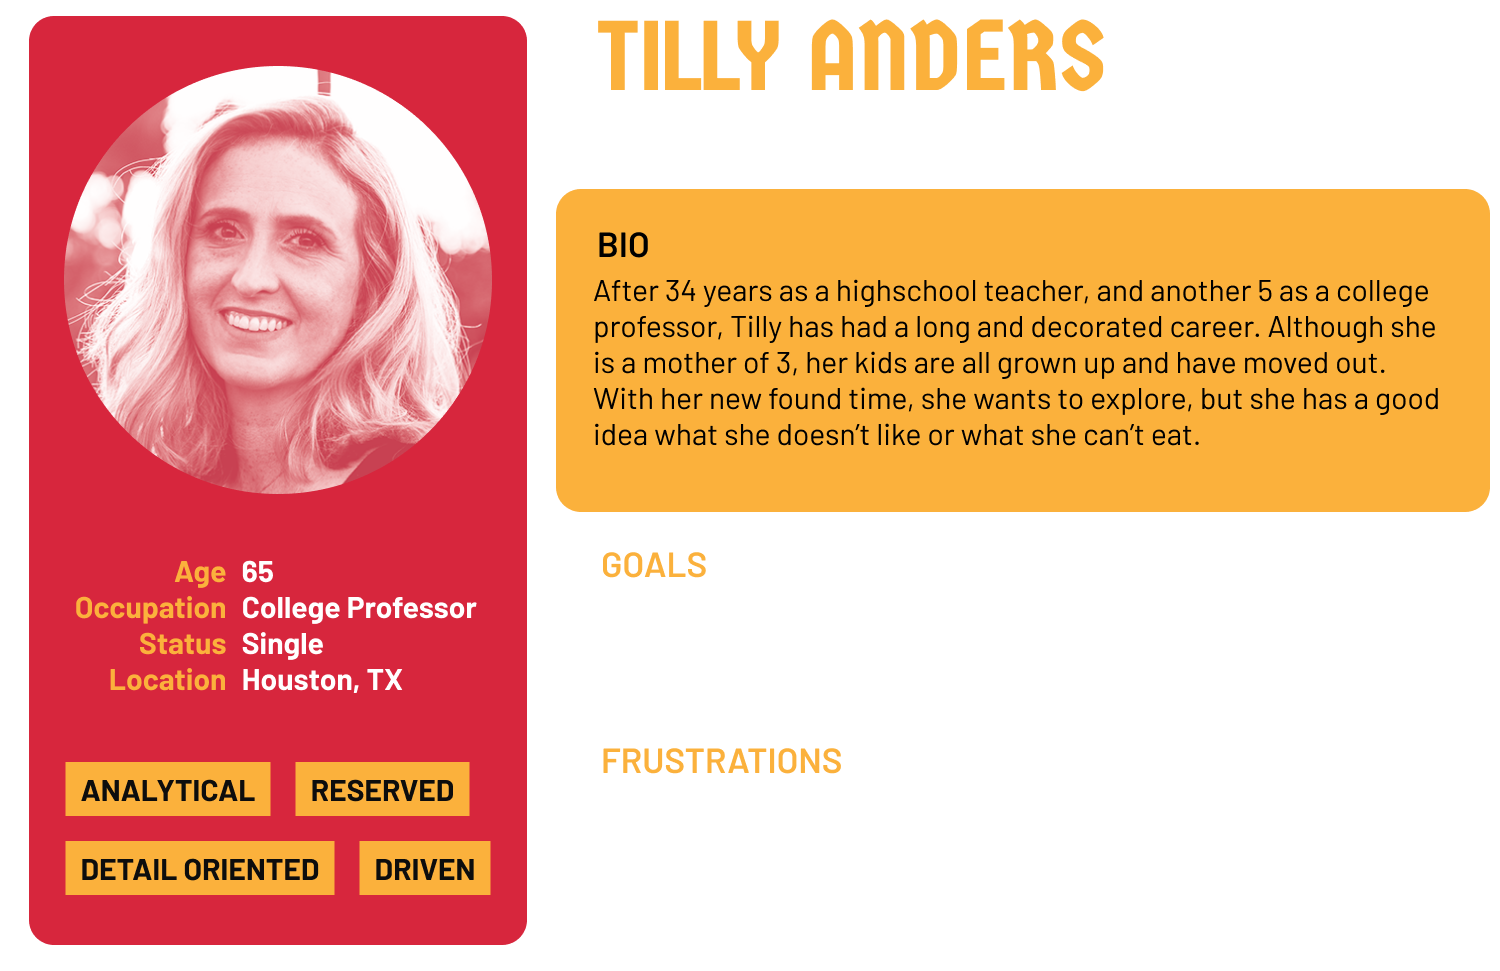 TILLY ANDERS
BIO
After 34 years as a highschool teacher, and another 5 as a college
professor, Tilly has had a long and decorated career. Although she
is a mother of 3, her kids are all grown up and have moved out.
With her new found time, she wants to explore, but she has a good
idea what she doesn’t like or what she can’t eat.
GOALS
FRUSTRATIONS
Age 65
Occupation College Professor
Status Single
Location Houston, TX
ANALYTICAL RESERVED
DETAIL ORIENTED DRIVEN